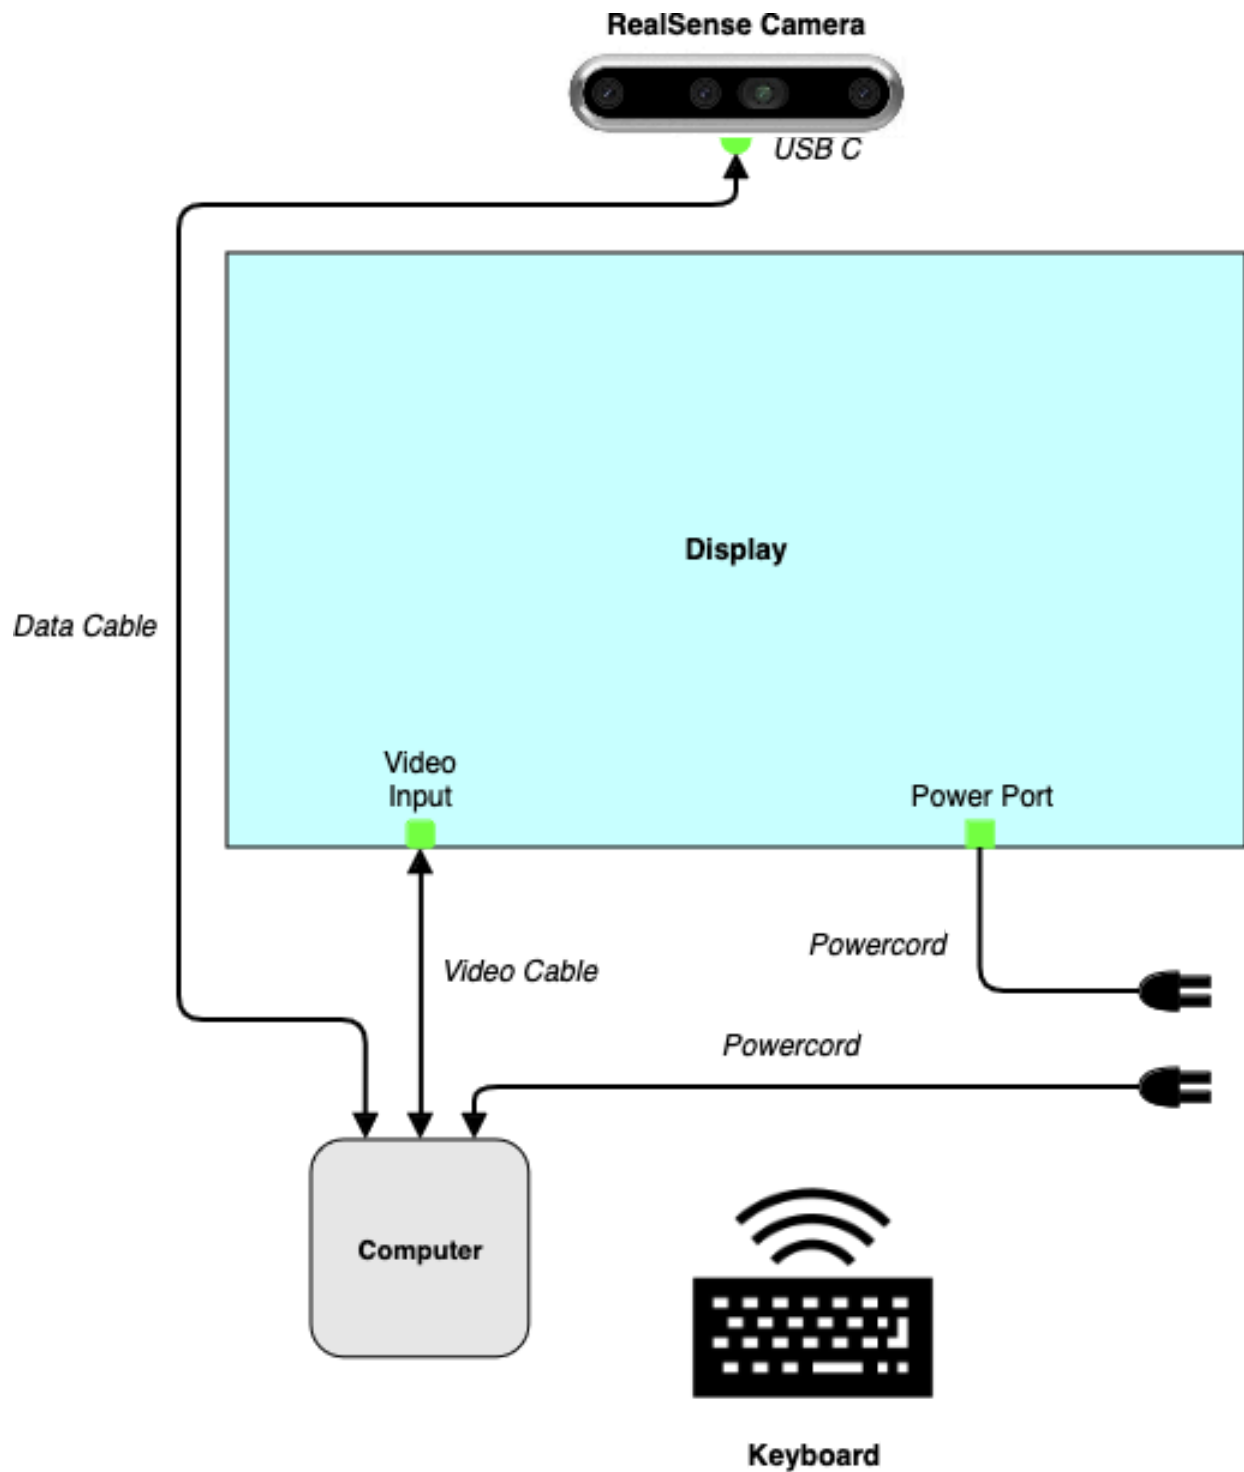 RealSense Camera
USB C
Display
Data Cable
Video
Input
Power Port
Powercord
Video Cable
Powercord
Computer
Keyboard